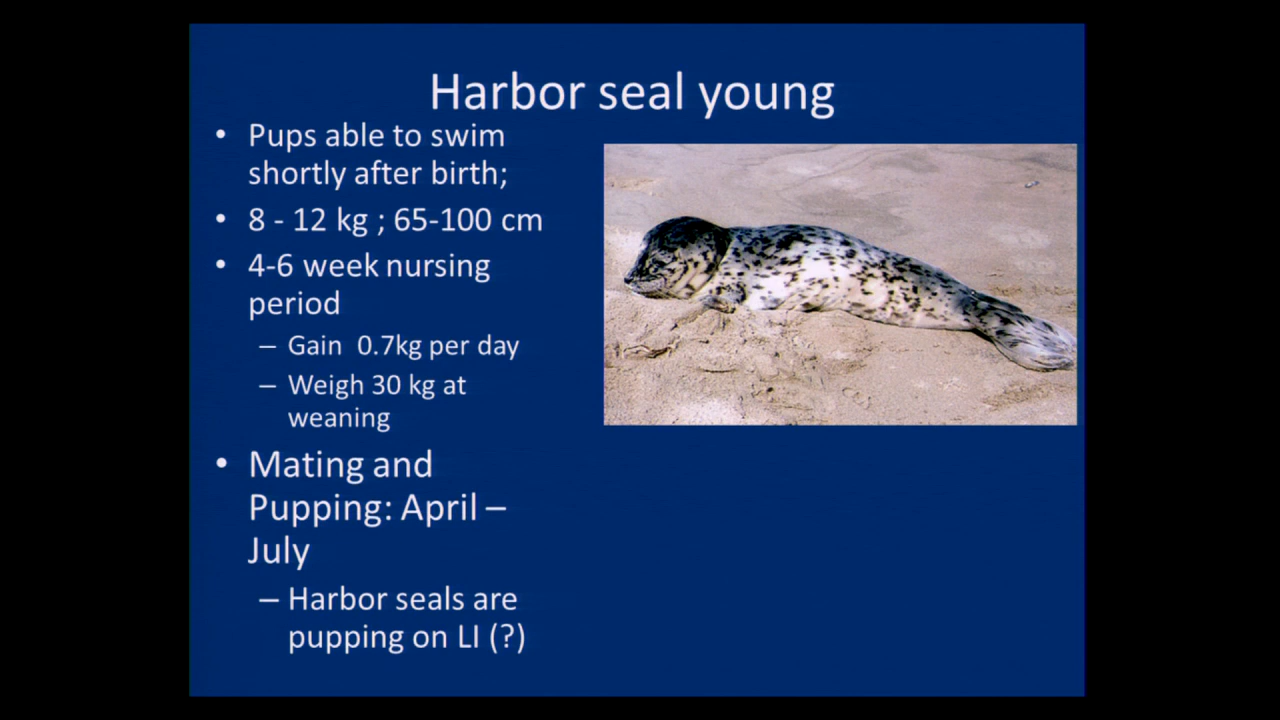 Harbor seal young
• Pups able to swim
shortly after birth;
• 8 - 12 kg ; 65-100 cm
• 4-6 week nursing
period
– Gain  0.7kg per day
– Weigh 30 kg at
weaning
• Mating and
Pupping: April –
July
– Harbor seals are
pupping on LI (?)